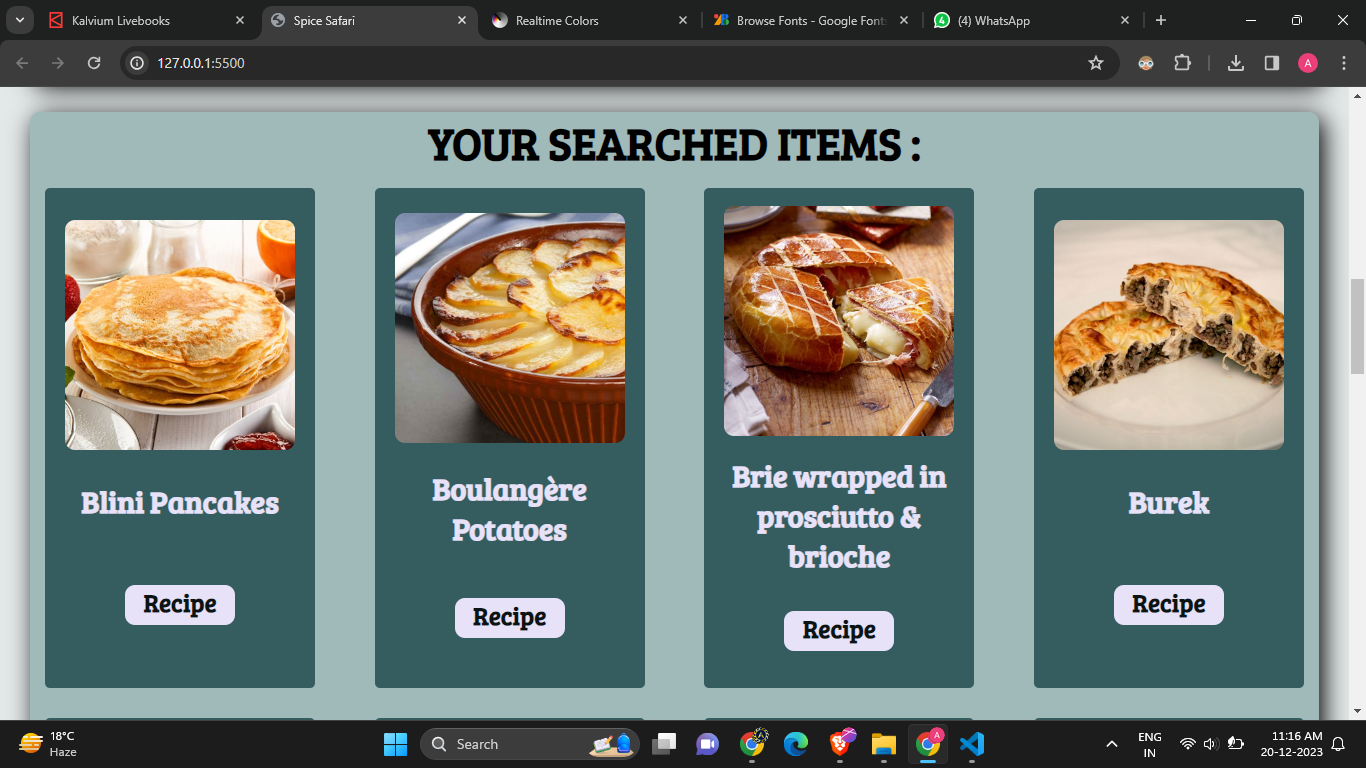 Kalvium Livebooks
Spice Safari
Realtime Colors
Browse Fonts - Google Font
(4) WhatsApp
127.0.0.1:5500
A
YOUR SEARCHED ITEMS :
Blini Pancakes
Boulangère
Potatoes
Brie wrapped in
prosciutto &
brioche
Burek
Recipe
Recipe
Recipe
Recipe
18°C
Haze
Search
A
ENG
IN
11:16 AM
20-12-2023